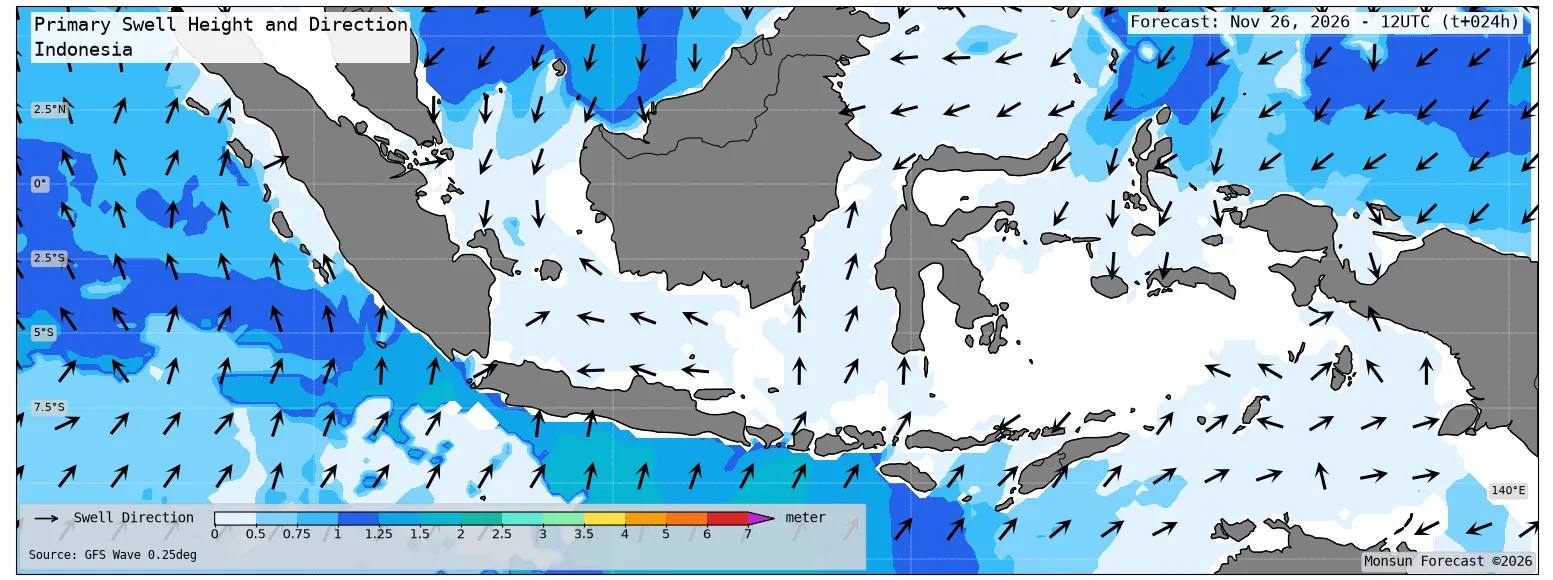 Primary Swell Height and Direction
Indonesia
Forecast: Nov 26, 2026 - 12UTC (t+024h)
2.5°N
0°
2.5°S
5°S
7.5°S
140°E
Swell Direction
0 0.5 0.75 1 1.25 1.5 2 2.5 3 3.5 4 5 6 7
meter
Source: GFS Wave 0.25deg
Monsun Forecast ©2026